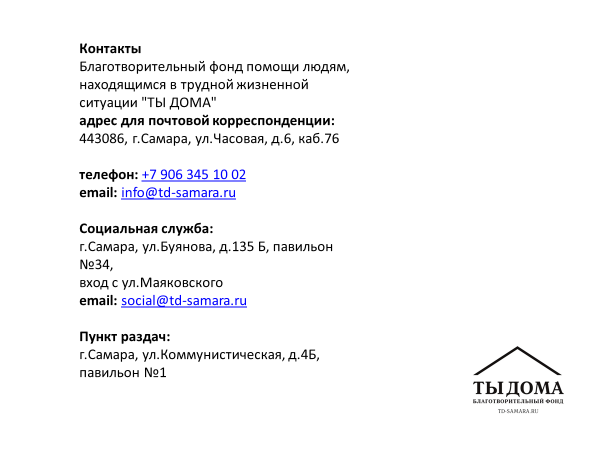 Контакты
Благотворительный фонд помощи людям,
находящимся в трудной жизненной
ситуации "ТЫ ДОМА"
адрес для почтовой корреспонденции:
443086, г.Самара, ул.Часовая, д.6, каб.76
телефон: +7 906 345 10 02
email: info@td-samara.ru
Социальная служба:
г.Самара, ул.Буянова, д.135 Б, павильон
№34,
вход с ул.Маяковского
email: social@td-samara.ru
Пункт раздач:
г.Самара, ул.Коммунистическая, д.4Б,
павильон №1
ТЫ ДОМА
БЛАГОТВОРИТЕЛЬНЫЙ ФОНД
TD-SAMARA.RU